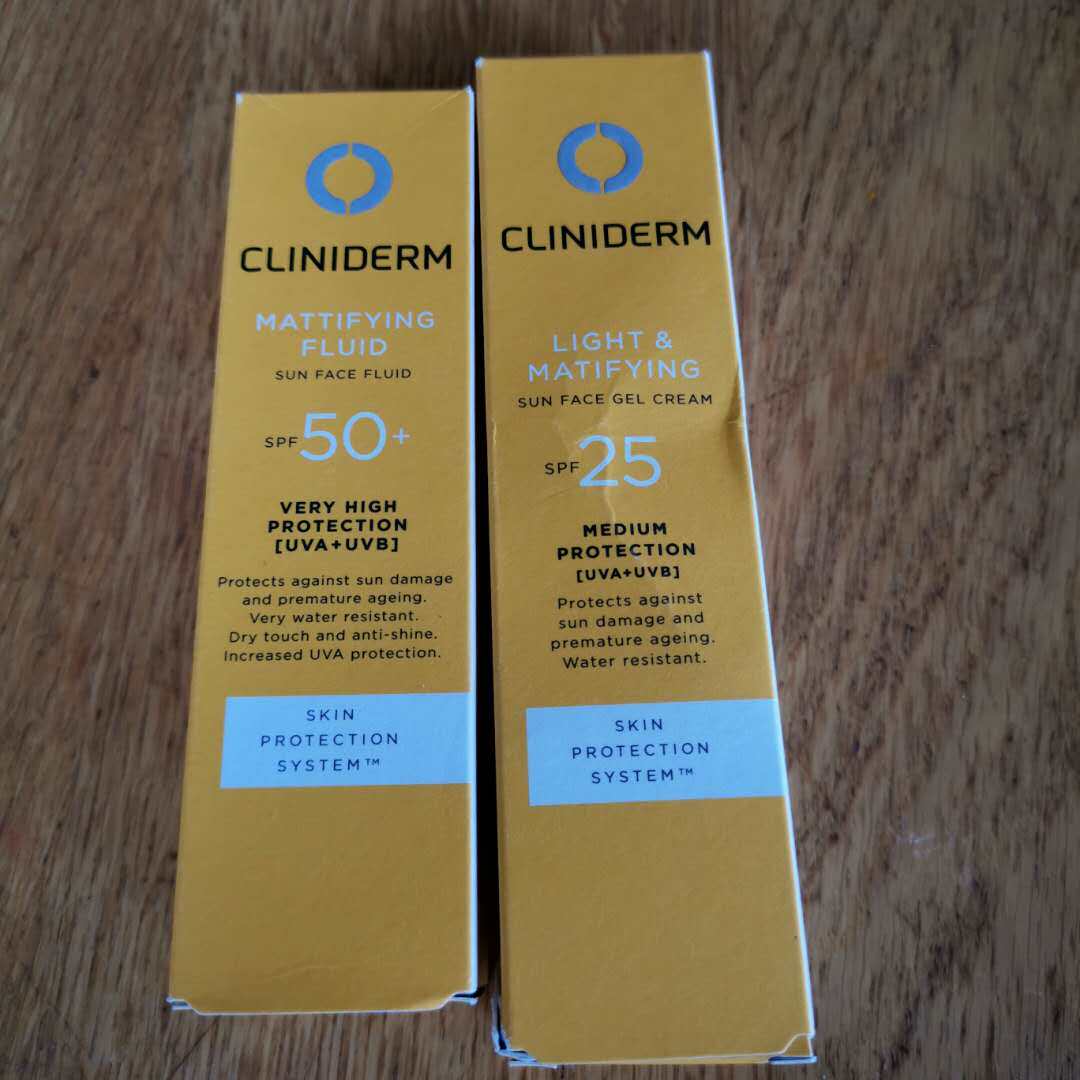 CLINIDERM
MATTIFYING
FLUID
SUN FACE FLUID
SPF 50+
VERY HIGH
PROTECTION
[UVA+UVB]
Protects against sun damage
and premature ageing.
Very water resistant.
Dry touch and anti-shine.
Increased UVA protection.
SKIN
PROTECTION
SYSTEM™
CLINIDERM
LIGHT &
MATIFYING
SUN FACE GEL CREAM
SPF 25
MEDIUM
PROTECTION
[UVA+UVB]
Protects against
sun damage and
premature ageing.
Water resistant.
SKIN
PROTECTION
SYSTEM™